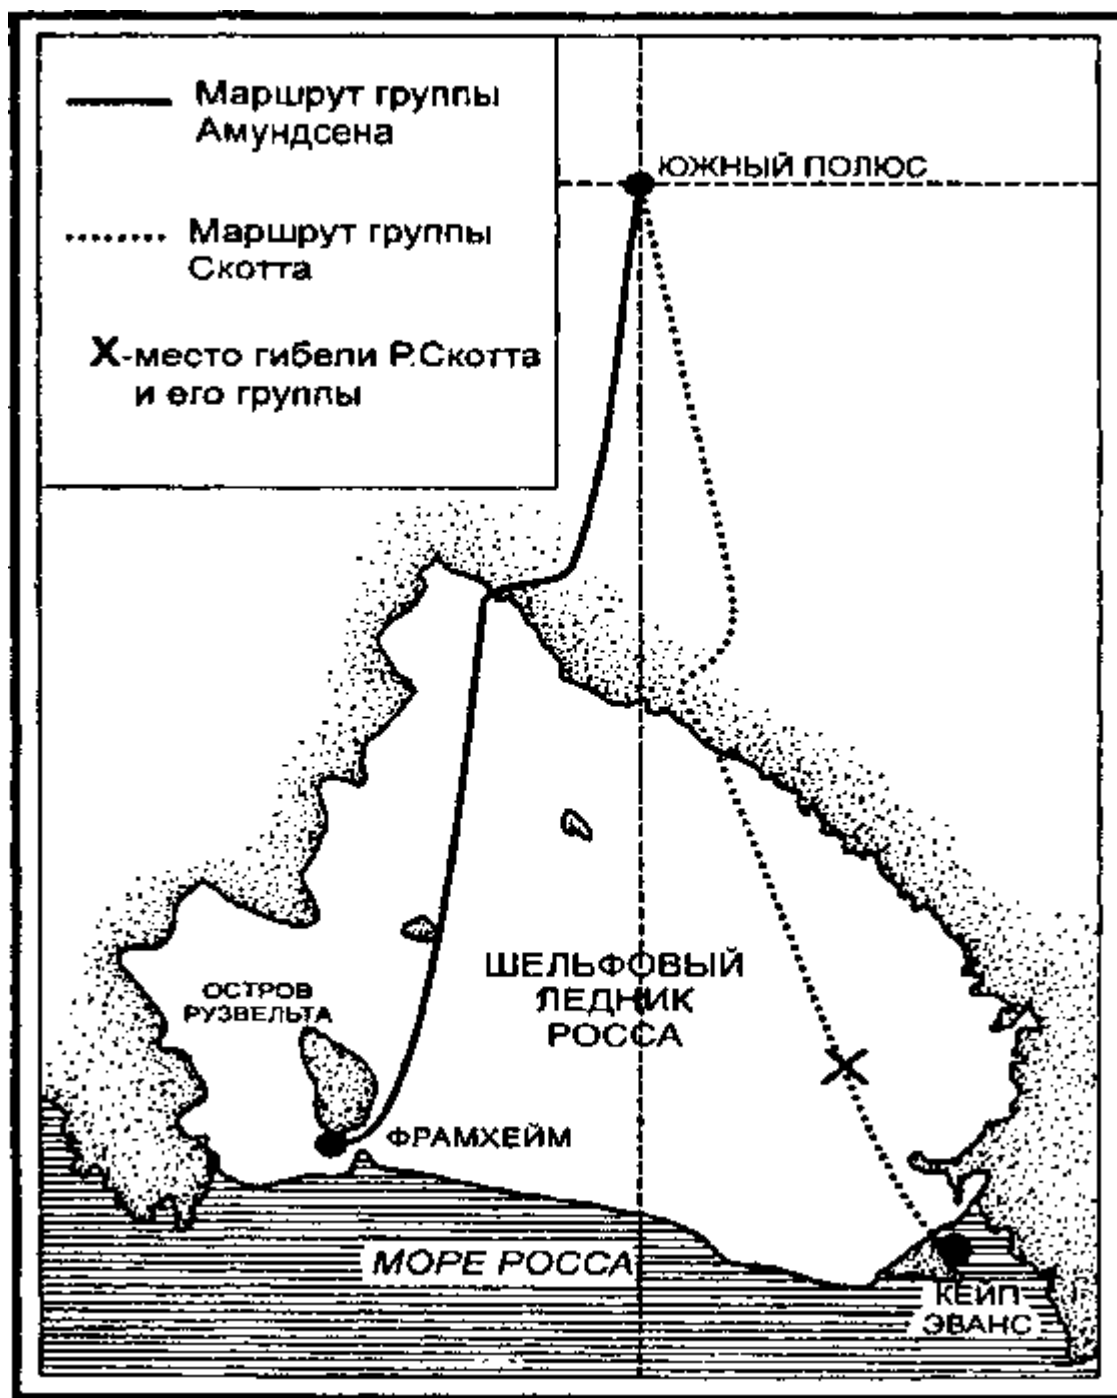 Маршрут группы
Амундсена
ЮЖНЫЙ ПОЛЮС
Маршрут группы
Скотта
X-место гибели Р.Скотта
и его группы
ШЕЛЬФОВЫЙ
ЛЕДНИК
РОССА
ОСТРОВ
РУЗВЕЛЬТА
ФРАМХЕЙМ
МОРЕ РОССА
КЕЙП
ЭВАНС